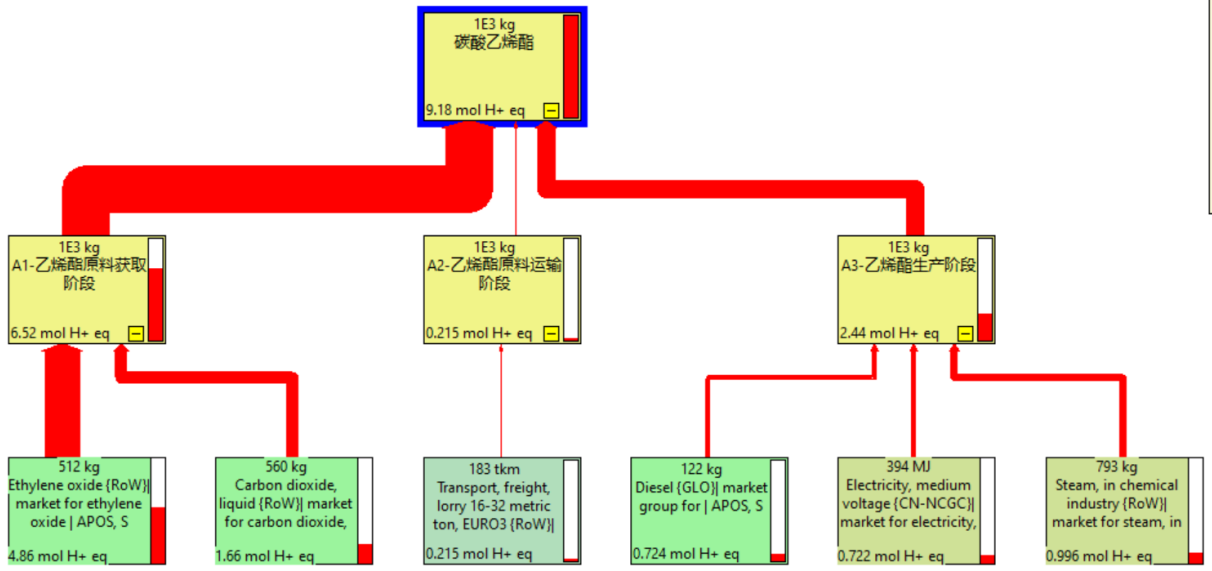 1E3 kg
碳酸乙烯酯
9.18 mol H+ eq
1E3 kg
A1-乙烯酯原料获取
阶段
6.52 mol H+ eq
1E3 kg
A2-乙烯酯原料运输
阶段
0.215 mol H+ eq
1E3 kg
A3-乙烯酯生产阶段
2.44 mol H+ eq
512 kg
Ethylene oxide {RoW}|
market for ethylene
oxide | APOS, S
4.86 mol H+ eq
560 kg
Carbon dioxide,
liquid {RoW}| market
for carbon dioxide,
1.66 mol H+ eq
183 tkm
Transport, freight,
lorry 16-32 metric
ton, EURO3 {RoW}|
0.215 mol H+ eq
122 kg
Diesel {GLO}| market
group for | APOS, S
0.724 mol H+ eq
394 MJ
Electricity, medium
voltage {CN-NCGC}|
market for electricity,
0.722 mol H+ eq
793 kg
Steam, in chemical
industry {RoW}|
market for steam, in
0.996 mol H+ eq